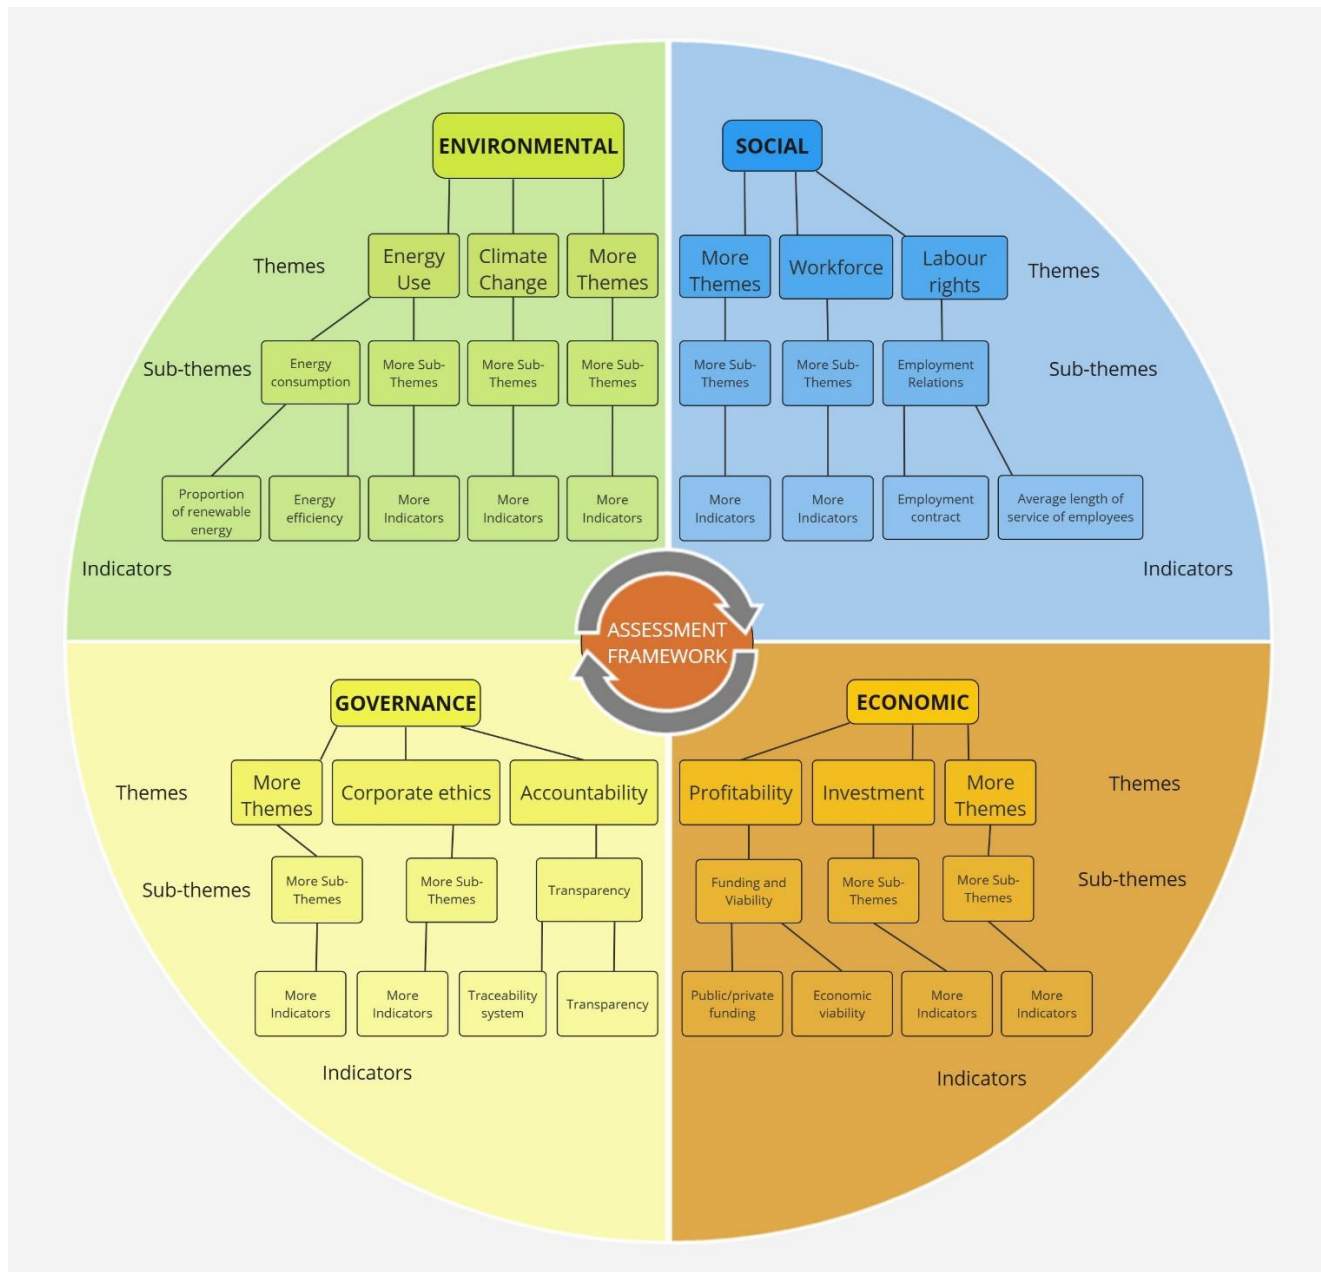 ENVIRONMENTAL
Themes
Energy
Use
Climate
Change
More
Themes
Sub-themes
Energy
consumption
More Sub-
Themes
More Sub-
Themes
More Sub-
Themes
Proportion
of renewable
energy
Energy
efficiency
More
Indicators
More
Indicators
More
Indicators
Indicators
SOCIAL
More
Themes
Workforce
Labour
rights
Themes
More Sub-
Themes
More Sub-
Themes
Employment
Relations
Sub-themes
More
Indicators
More
Indicators
Employment
contract
Average length of
service of employees
Indicators
ASSESSMENT
FRAMEWORK
GOVERNANCE
Themes
More
Themes
Corporate ethics
Accountability
Sub-themes
More Sub-
Themes
More Sub-
Themes
Transparency
More
Indicators
More
Indicators
Traceability
system
Transparency
Indicators
ECONOMIC
Profitability
Investment
More
Themes
Themes
Funding and
Viability
More Sub-
Themes
More Sub-
Themes
Sub-themes
Public/private
funding
Economic
viability
More
Indicators
More
Indicators
Indicators